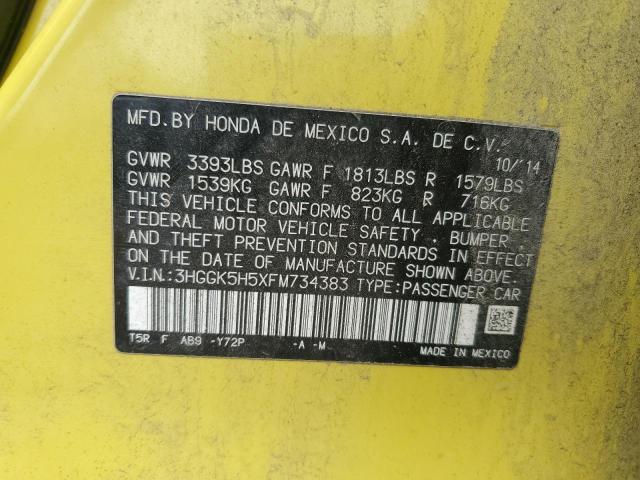 MFD.BY HONDA DE MEXICO S.A. DE C.V.
10/'14
GVWR 3393LBS GAWR F 1813LBS R 1579LBS
GVWR 1539KG GAWR F 823KG R 716KG
THIS VEHICLE CONFORMS TO ALL APPLICABLE
FEDERAL MOTOR VEHICLE SAFETY , BUMPER ,
AND THEFT PREVENTION STANDARDS IN EFFECT
ON THE DATE OF MANUFACTURE SHOWN ABOVE.
V.I.N.:3HGGK5H5XFM734383 TYPE:PASSENGER CAR
T5R F AB9 -Y72P -A -M
MADE IN MEXICO